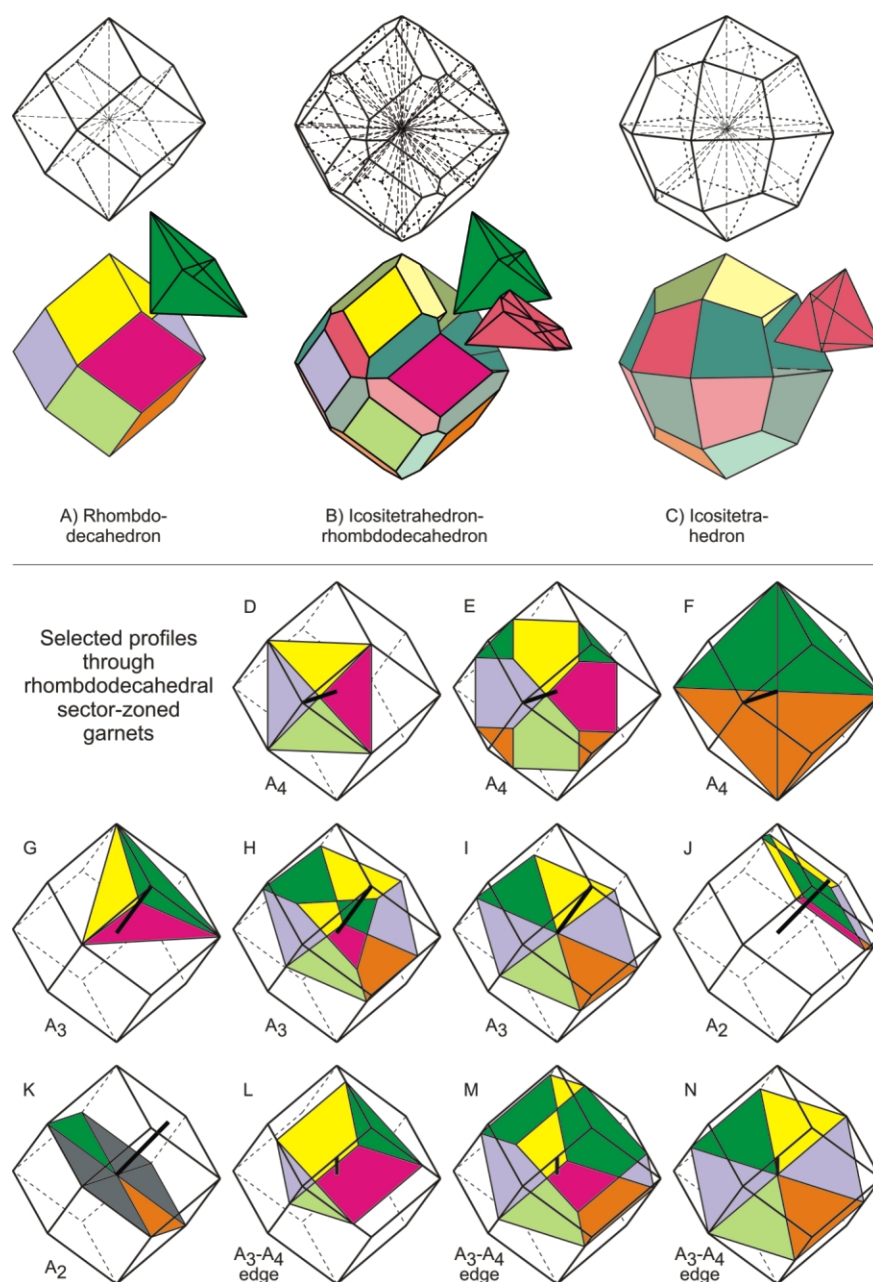 A) Rhombdo-
decahedron
B) Icositetrahedron-
rhombdodecahedron
C) Icositetra-
hedron
Selected profiles
through
rhombdodecahedral
sector-zoned
garnets
D
A4
E
A4
F
G
A3
H
A3
I
A3
J
A2
K
A2
L
A3-A4
edge
M
A3-A4
edge
N
A3-A4
edge